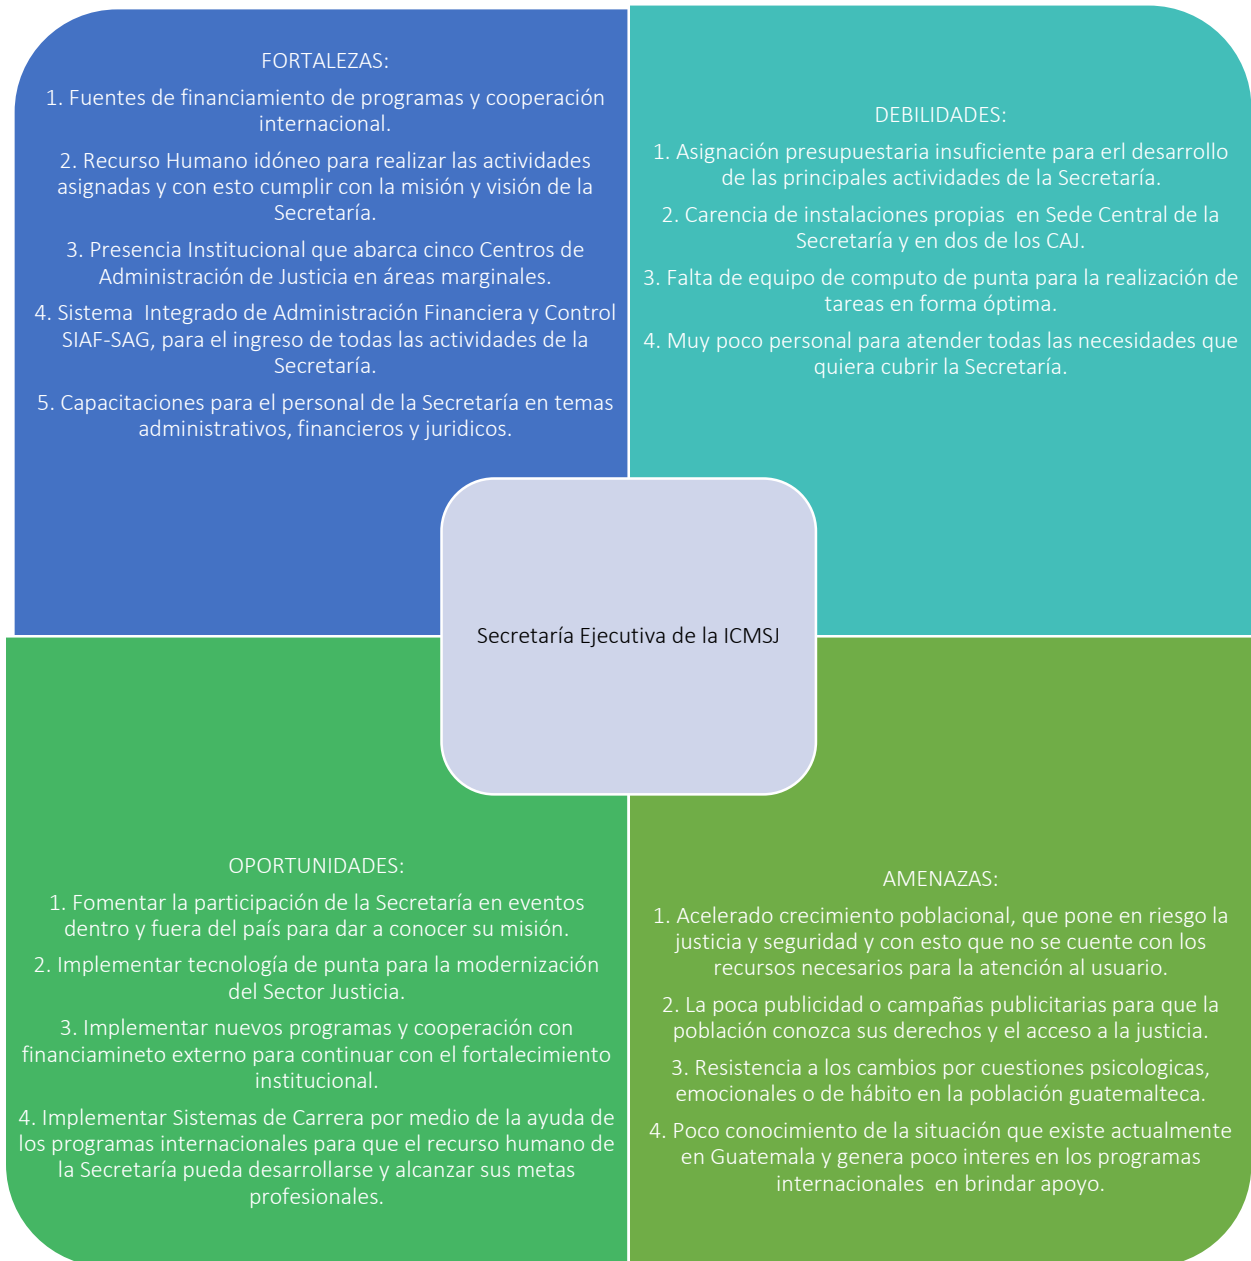 FORTALEZAS:
1. Fuentes de financiamiento de programas y cooperación
internacional.
2. Recurso Humano idóneo para realizar las actividades
asignadas y con esto cumplir con la misión y visión de la
Secretaría.
3. Presencia Institucional que abarca cinco Centros de
Administración de Justicia en áreas marginales.
4. Sistema  Integrado de Administración Financiera y Control
SIAF-SAG, para el ingreso de todas las actividades de la
Secretaría.
5. Capacitaciones para el personal de la Secretaría en temas
administrativos, financieros y juridicos.
DEBILIDADES:
1. Asignación presupuestaria insuficiente para erl desarrollo
de las principales actividades de la Secretaría.
2. Carencia de instalaciones propias  en Sede Central de la
Secretaría y en dos de los CAJ.
3. Falta de equipo de computo de punta para la realización de
tareas en forma óptima.
4. Muy poco personal para atender todas las necesidades que
quiera cubrir la Secretaría.
Secretaría Ejecutiva de la ICMSJ
OPORTUNIDADES:
1. Fomentar la participación de la Secretaría en eventos
dentro y fuera del país para dar a conocer su misión.
2. Implementar tecnología de punta para la modernización
del Sector Justicia.
3. Implementar nuevos programas y cooperación con
financiamineto externo para continuar con el fortalecimiento
institucional.
4. Implementar Sistemas de Carrera por medio de la ayuda de
los programas internacionales para que el recurso humano de
la Secretaría pueda desarrollarse y alcanzar sus metas
profesionales.
AMENAZAS:
1. Acelerado crecimiento poblacional, que pone en riesgo la
justicia y seguridad y con esto que no se cuente con los
recursos necesarios para la atención al usuario.
2. La poca publicidad o campañas publicitarias para que la
población conozca sus derechos y el acceso a la justicia.
3. Resistencia a los cambios por cuestiones psicologicas,
emocionales o de hábito en la población guatemalteca.
4. Poco conocimiento de la situación que existe actualmente
en Guatemala y genera poco interes en los programas
internacionales  en brindar apoyo.